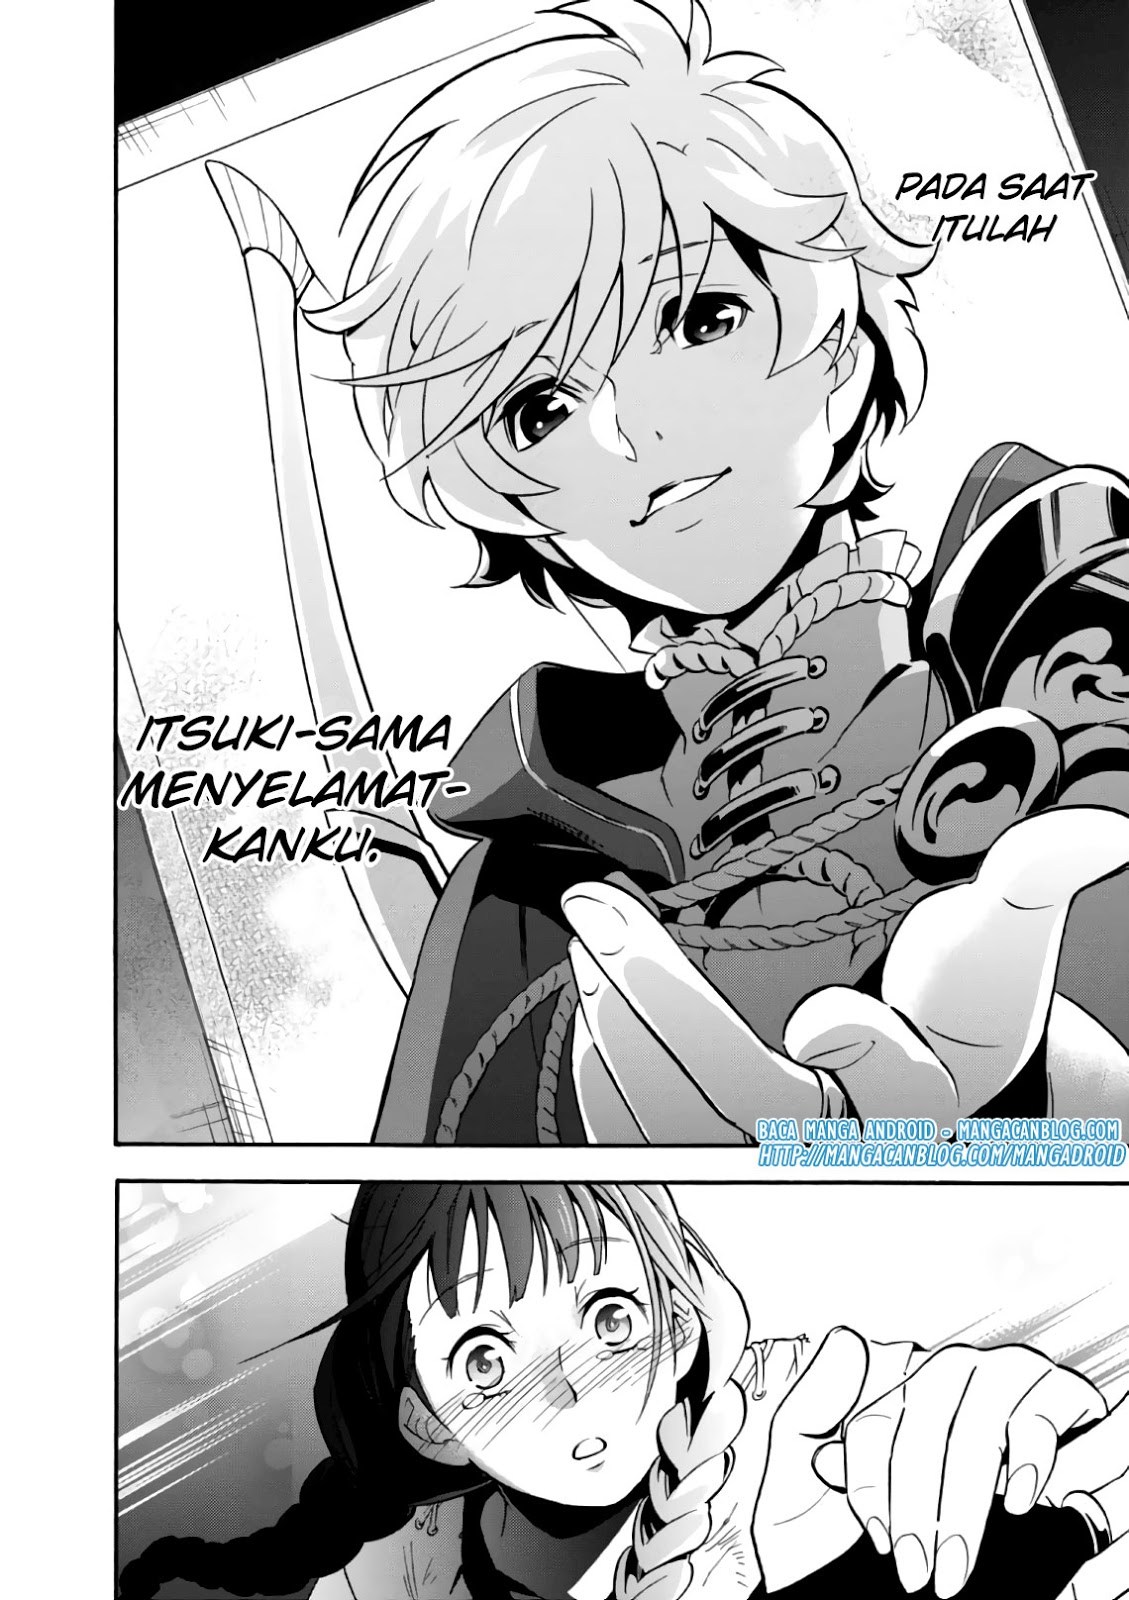 PADA SAAT
ITULAH
ITSUKI-SAMA
MENYELAMAT-
KANKU.
BACA MANGA ANDROID - MANGACANBLOG.COM
HTTP://MANGACANBLOG.COM/MANGADROID